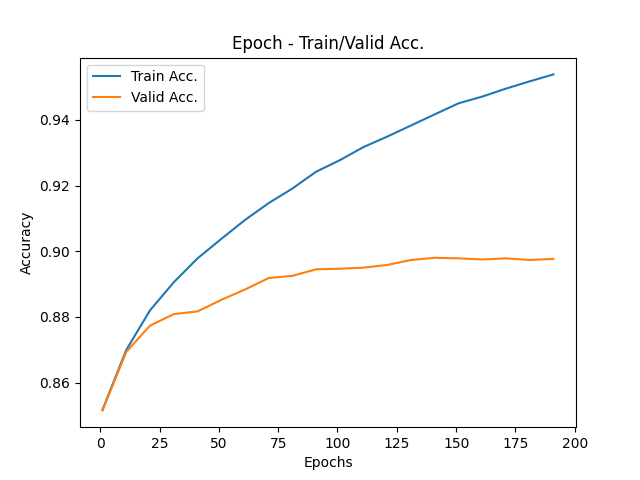 Epoch - Train/Valid Acc.
Train Acc.
Valid Acc.
0.94
0.92
0.90
0.88
0.86
Accuracy
0 25 50 75 100 125 150 175 200
Epochs